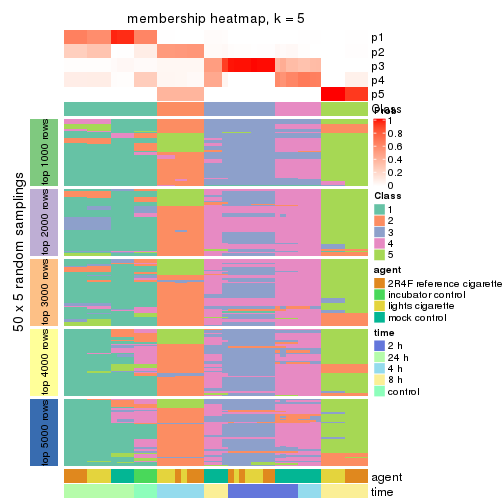 membership heatmap, k = 5
p1
p2
p3
p4
p5
Class
Prob
1
0.8
0.6
0.4
0.2
0
Class
1
2
3
4
5
agent
2R4F reference cigarette
incubator control
lights cigarette
mock control
time
2 h
24 h
4 h
8 h
control
50 x 5 random samplings
top 1000 rows
top 2000 rows
top 3000 rows
top 4000 rows
top 5000 rows
agent
time